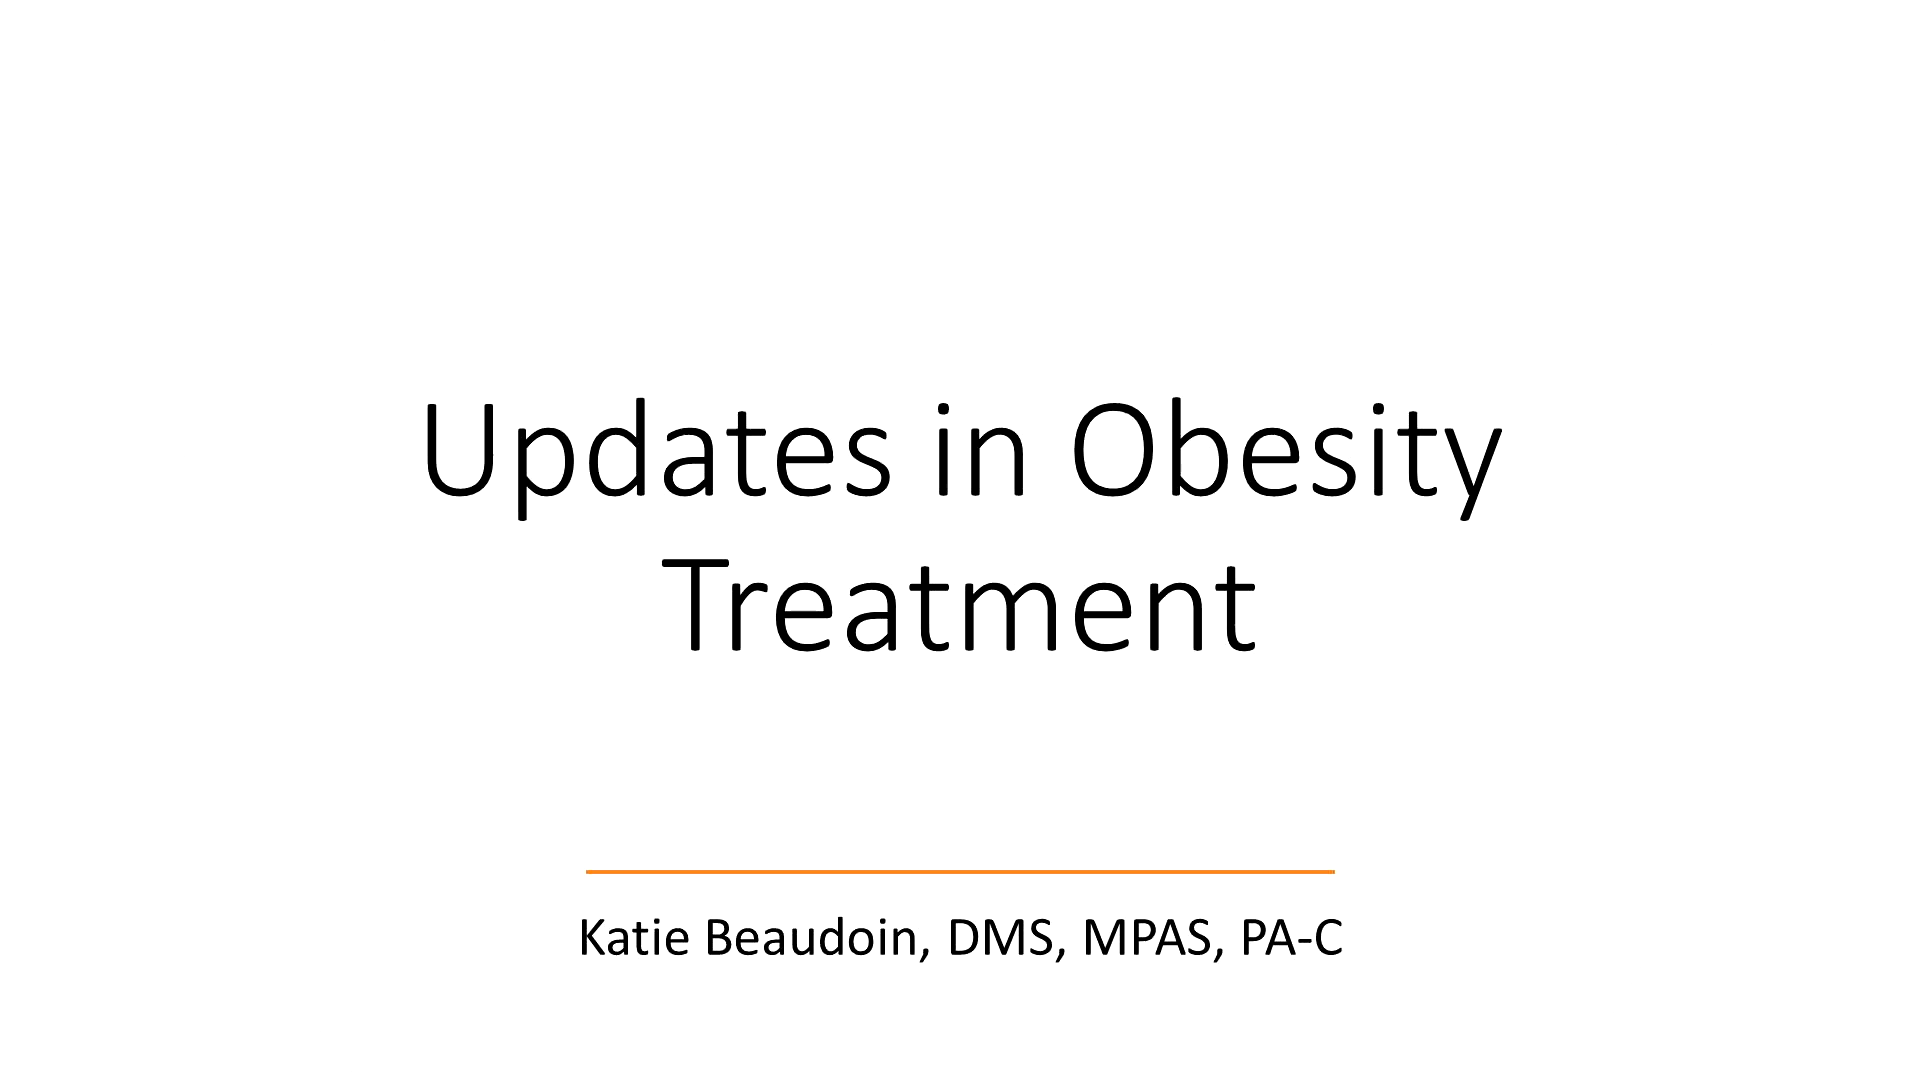 Updates in Obesity
Treatment
Katie Beaudoin, DMS, MPAS, PA-C